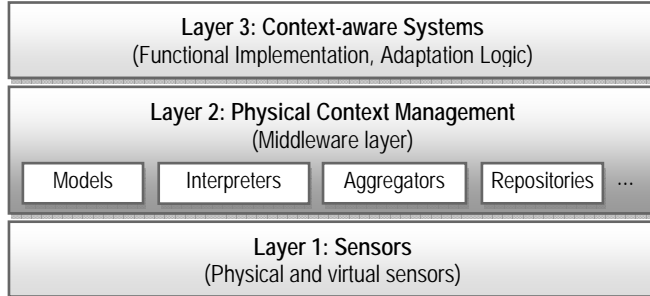 Layer 3: Context-aware Systems
(Functional Implementation, Adaptation Logic)
Layer 2: Physical Context Management
(Middleware layer)
Models Interpreters Aggregators Repositories ...
Layer 1: Sensors
(Physical and virtual sensors)